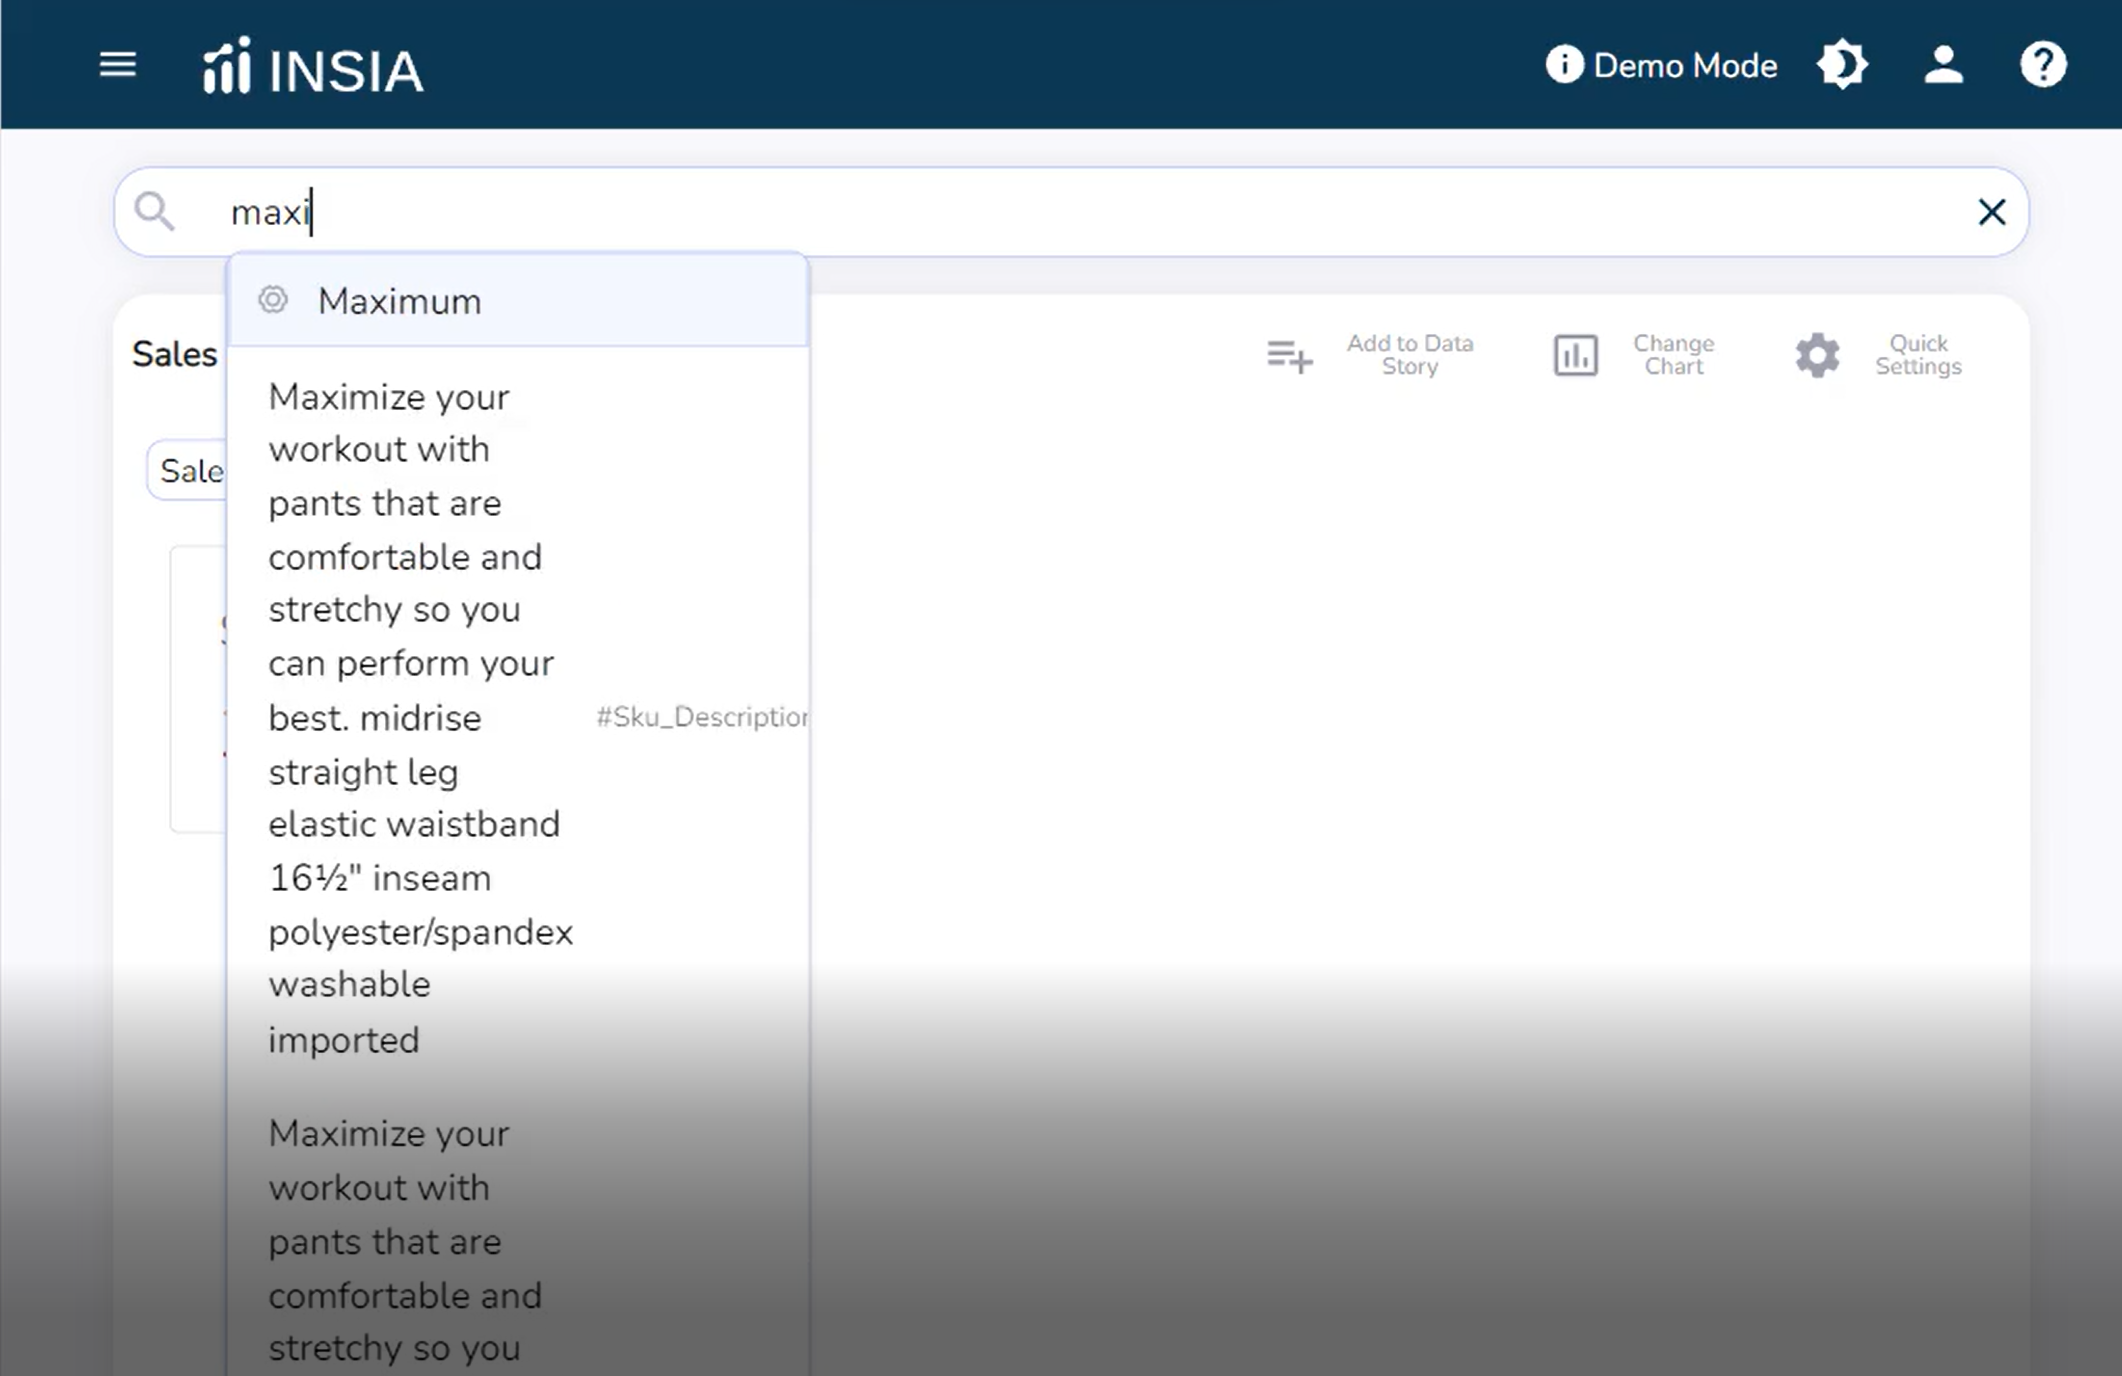 INSIA
Demo Mode
maxi
Maximum
Sales
Add to Data
Story
Change
Chart
Quick
Settings
Sale
Maximize your
workout with
pants that are
comfortable and
stretchy so you
can perform your
best. midrise
#Sku_Description
straight leg
elastic waistband
16½" inseam
polyester/spandex
washable
imported
Maximize your
workout with
pants that are
comfortable and
stretchy so you